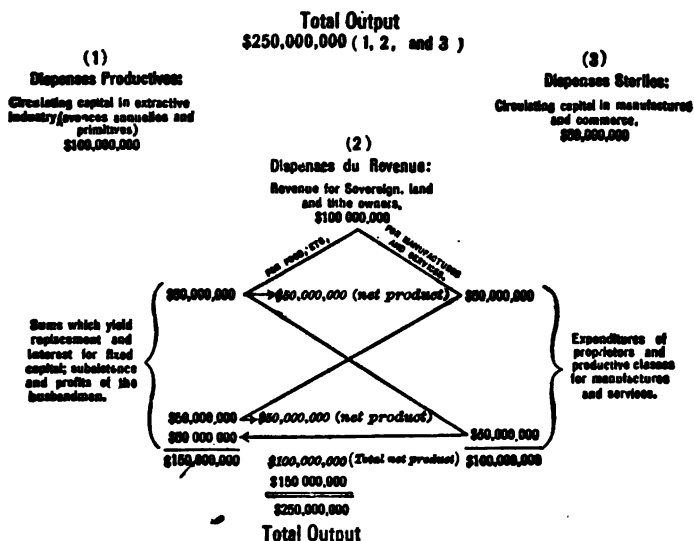 Total Output
$250,000,000 ( 1, 2, and 3 )
(1)
Dispenses Productives:
Circulating capital in extractive
industry (avances annuelles and
primitives)
$100,000,000
(3)
Dispenses Steriles:
Circulating capital in manufactures
and commerce.
$50,000,000
(2)
Dispenses du Revenue:
Revenue for Sovereign, land
and tithe owners,
$100 000,000
FOR FOOD, ETC,
FOR MANUFACTURES
AND SERVICES.
$50,000,000
$50,000,000 (net product)
$50,000,000
Sums which yield
replacement and
interest for fixed
capital; subsistence
and profits of the
husbandmen.
Expenditures of
proprietors and
productive classes
for manufactures
and services.
$50,000,000
$50,000,000 (net product)
$50 000 000
$50,000,000
$150,000,000
$100,000,000 (Total net product)
$100,000,000
$150 000,000
$250,000,000
Total Output